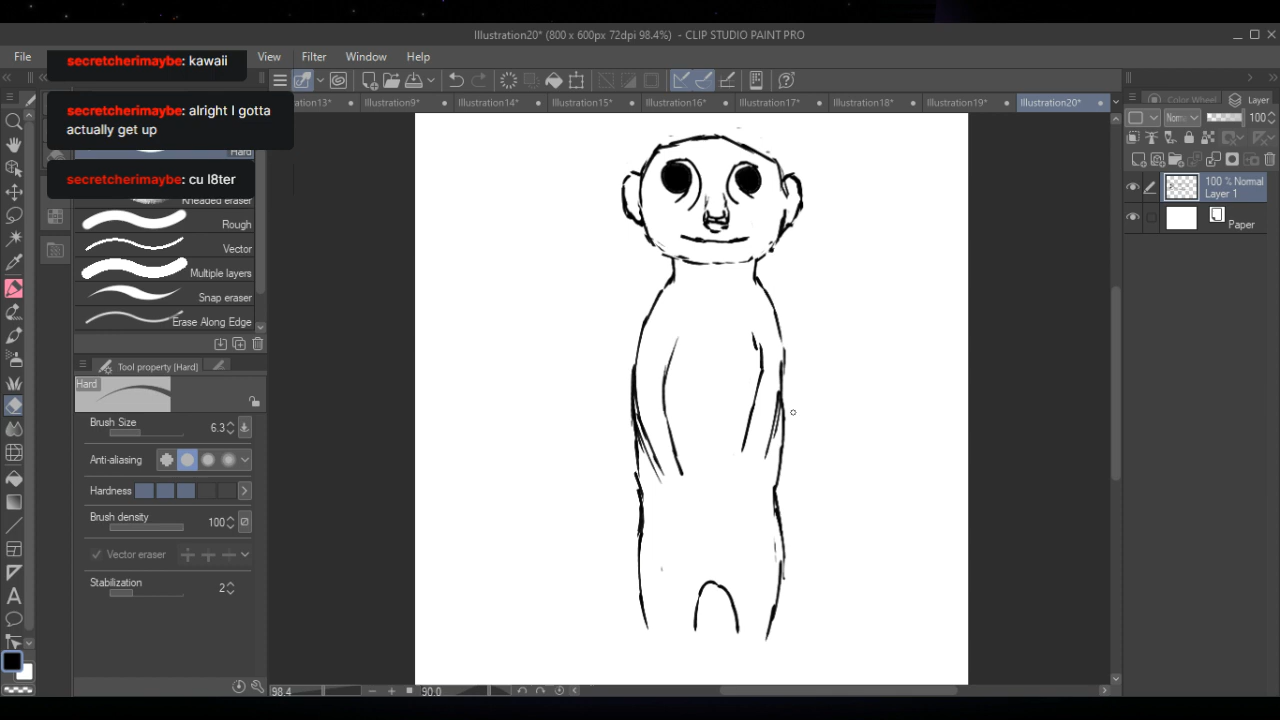 Illustration20* (800 x 600px 72dpi 98.4%) - CLIP STUDIO PAINT PRO
File View Filter Window Help
secretcherimaybe: kawaii
secretcherimaybe: alright I gotta
actually get up
secretcherimaybe: cu l8ter
Illustration9* Illustration14* Illustration15* Illustration16* Illustration17* Illustration18* Illustration19* Illustration20*
Hard
Kneaded eraser
Rough
Vector
Multiple layers
Snap eraser
Erase Along Edge
Tool property [Hard]
Hard
Brush Size 6.3
Anti-aliasing
Hardness
Brush density 100
Vector eraser
Stabilization 2
A
98.4 90.0
Color Wheel Layer
100
100 % Normal
Layer 1
Paper